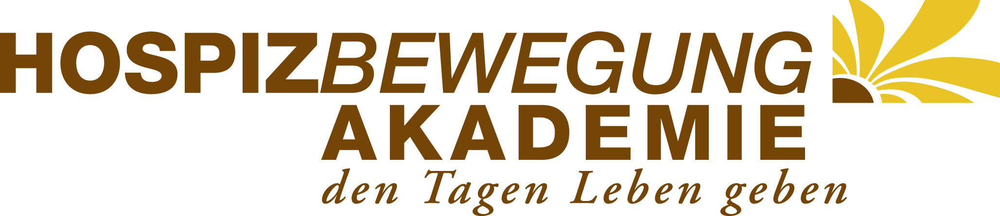 HOSPIZBEWEGUNG
AKADEMIE
den Tagen Leben geben